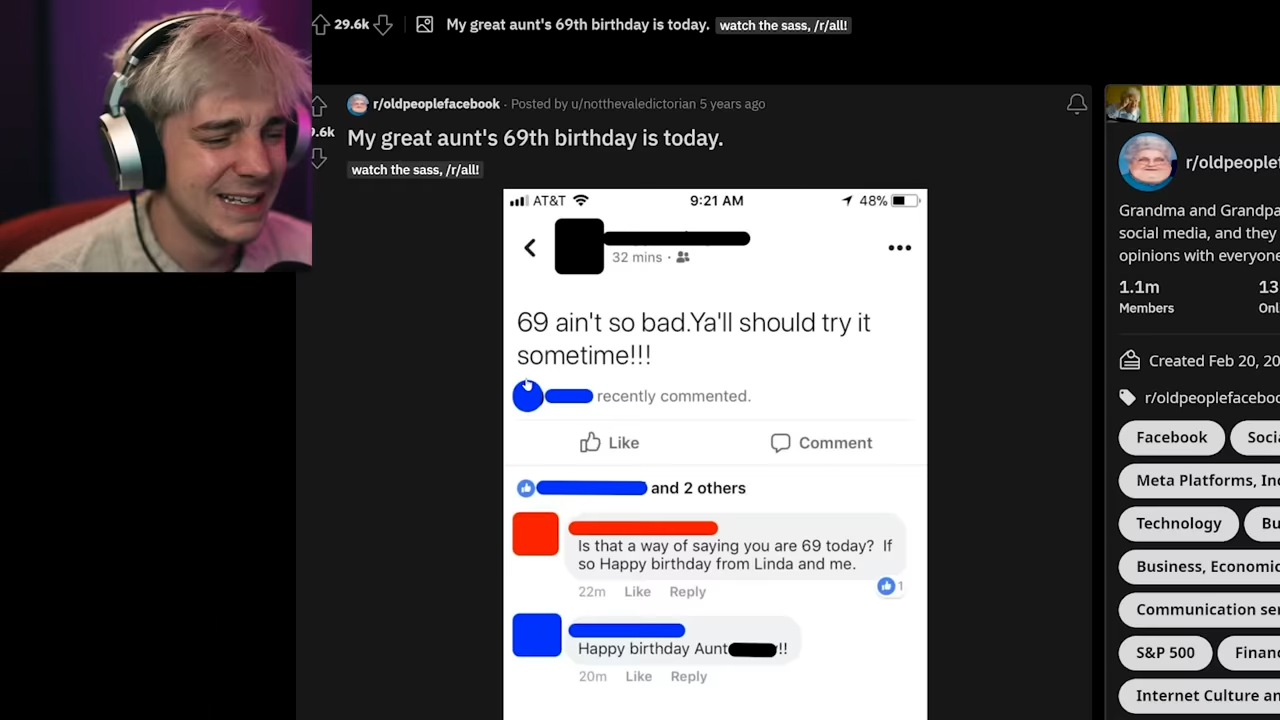 29.6k My great aunt's 69th birthday is today. watch the sass, /r/all!
r/oldpeoplefacebook · Posted by u/notthevaledictorian 5 years ago
9.6k
My great aunt's 69th birthday is today.
watch the sass, /r/all!
AT&T 9:21 AM 48%
32 mins ·
69 ain't so bad.Ya'll should try it
sometime!!!
recently commented.
Like Comment
and 2 others
Is that a way of saying you are 69 today? If
so Happy birthday from Linda and me.
22m Like Reply 1
Happy birthday Aunt !!
20m Like Reply
r/oldpeoplef
Grandma and Grandpa
social media, and they
opinions with everyone
1.1m 13
Members Onl
Created Feb 20, 20
r/oldpeoplefaceboo
Facebook Soci
Meta Platforms, Inc
Technology Bu
Business, Economic
Communication ser
S&P 500 Financ
Internet Culture an